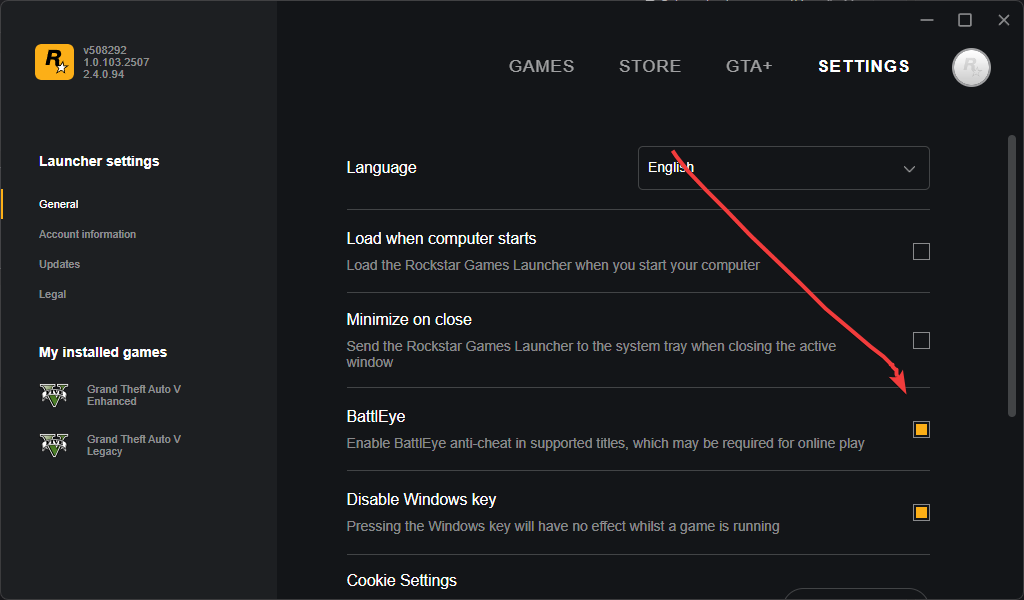 v508292
1.0.103.2507
2.4.0.94
GAMES
STORE
GTA+
SETTINGS
Launcher settings
General
Account information
Updates
Legal
My installed games
Grand Theft Auto V
Enhanced
Grand Theft Auto V
Legacy
Language
English
Load when computer starts
Load the Rockstar Games Launcher when you start your computer
Minimize on close
Send the Rockstar Games Launcher to the system tray when closing the active
window
BattlEye
Enable BattlEye anti-cheat in supported titles, which may be required for online play
Disable Windows key
Pressing the Windows key will have no effect whilst a game is running
Cookie Settings